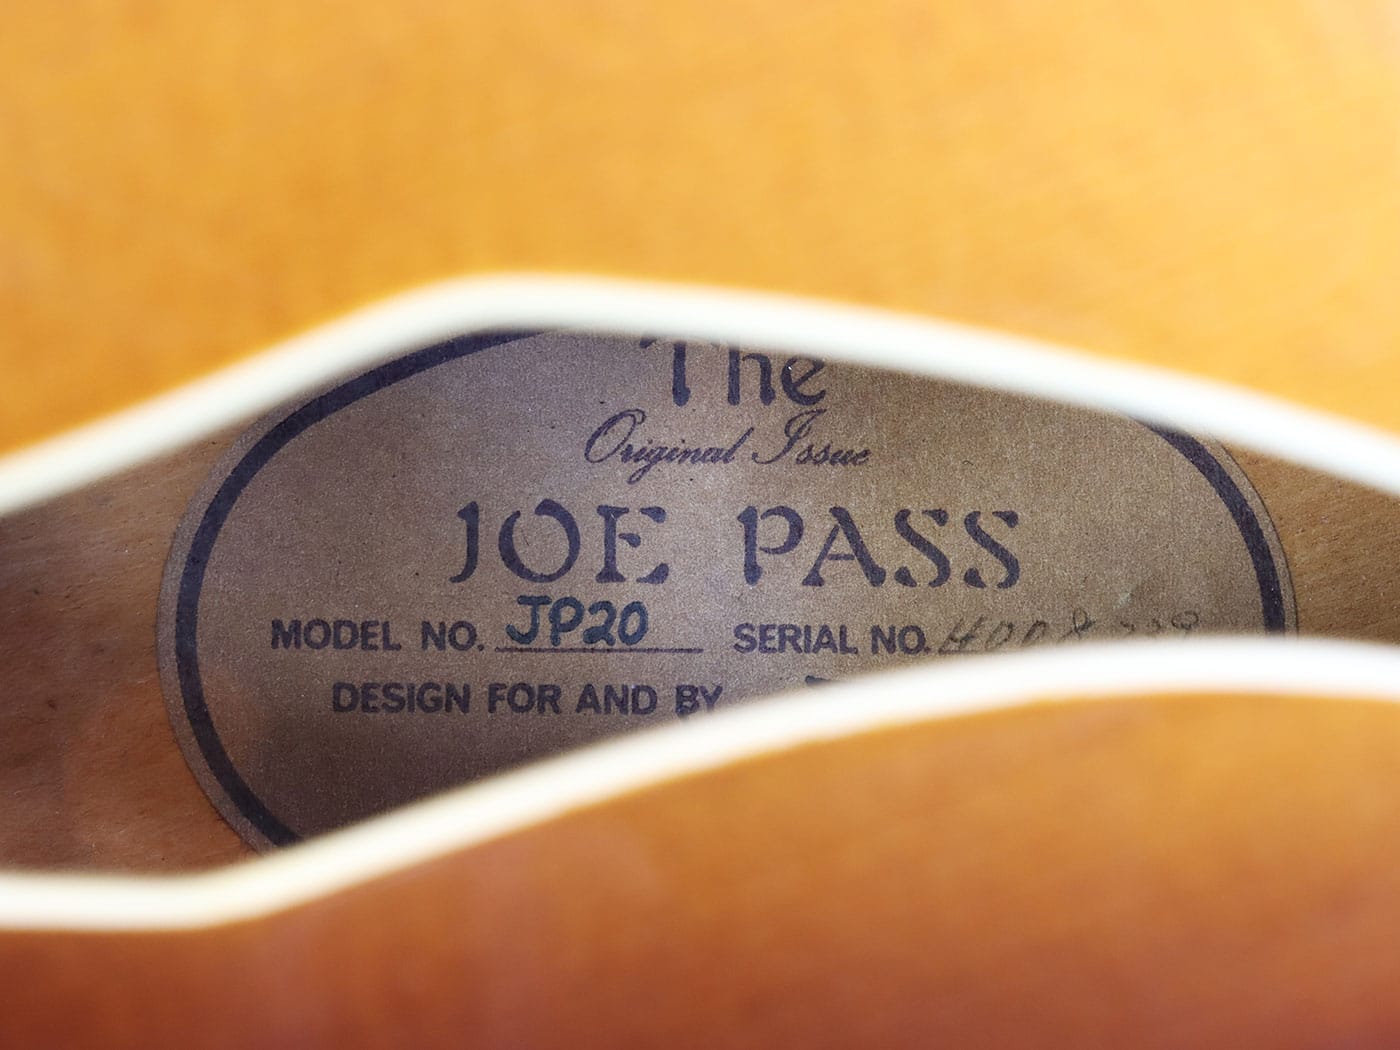 The
Original Issue
JOE PASS
MODEL NO. JP20 SERIAL NO.
DESIGN FOR AND BY